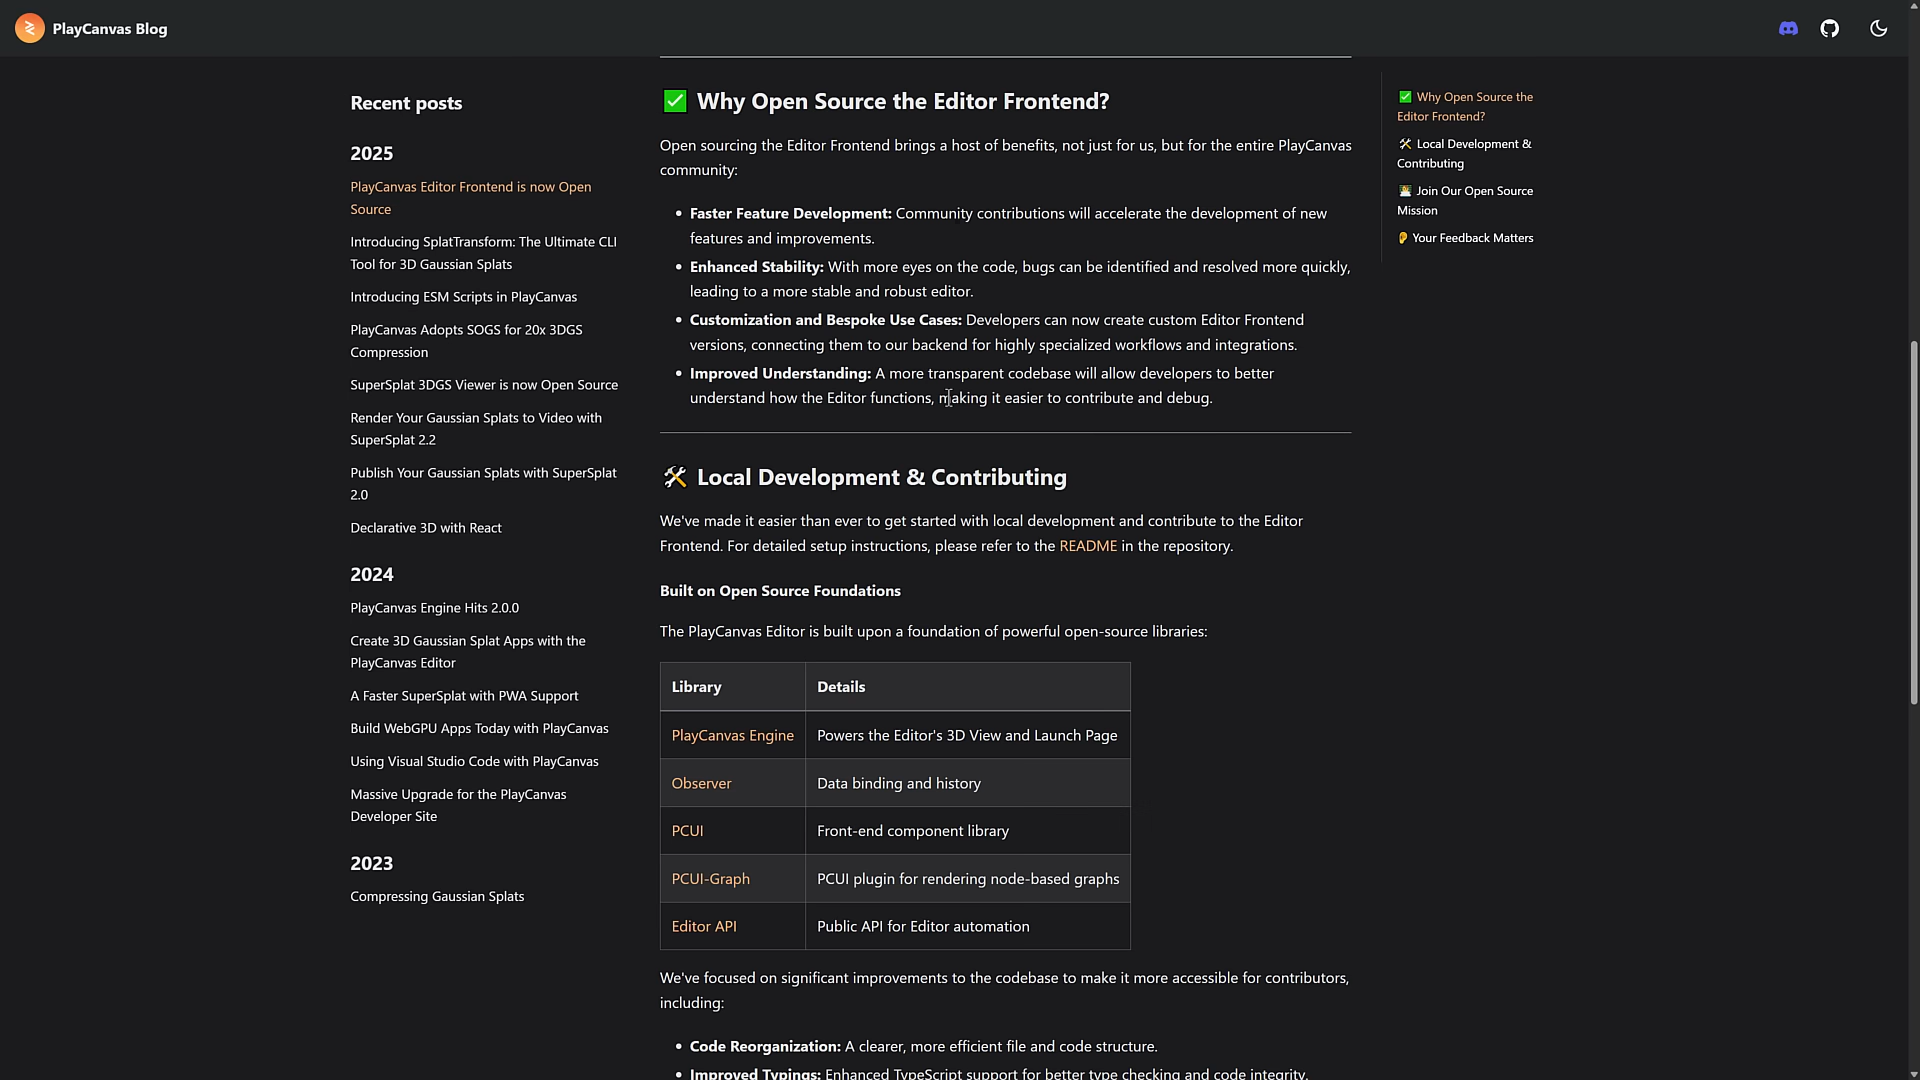 PlayCanvas Blog
Recent posts
2025
PlayCanvas Editor Frontend is now Open
Source
Introducing SplatTransform: The Ultimate CLI
Tool for 3D Gaussian Splats
Introducing ESM Scripts in PlayCanvas
PlayCanvas Adopts SOGS for 20x 3DGS
Compression
SuperSplat 3DGS Viewer is now Open Source
Render Your Gaussian Splats to Video with
SuperSplat 2.2
Publish Your Gaussian Splats with SuperSplat
2.0
Declarative 3D with React
2024
PlayCanvas Engine Hits 2.0.0
Create 3D Gaussian Splat Apps with the
PlayCanvas Editor
A Faster SuperSplat with PWA Support
Build WebGPU Apps Today with PlayCanvas
Using Visual Studio Code with PlayCanvas
Massive Upgrade for the PlayCanvas
Developer Site
2023
Compressing Gaussian Splats
✅ Why Open Source the Editor Frontend?
Open sourcing the Editor Frontend brings a host of benefits, not just for us, but for the entire PlayCanvas
community:
• Faster Feature Development: Community contributions will accelerate the development of new
features and improvements.
• Enhanced Stability: With more eyes on the code, bugs can be identified and resolved more quickly,
leading to a more stable and robust editor.
• Customization and Bespoke Use Cases: Developers can now create custom Editor Frontend
versions, connecting them to our backend for highly specialized workflows and integrations.
• Improved Understanding: A more transparent codebase will allow developers to better
understand how the Editor functions, making it easier to contribute and debug.
🛠️ Local Development & Contributing
We've made it easier than ever to get started with local development and contribute to the Editor
Frontend. For detailed setup instructions, please refer to the README in the repository.
Built on Open Source Foundations
The PlayCanvas Editor is built upon a foundation of powerful open-source libraries:
Library Details
PlayCanvas Engine Powers the Editor's 3D View and Launch Page
Observer Data binding and history
PCUI Front-end component library
PCUI-Graph PCUI plugin for rendering node-based graphs
Editor API Public API for Editor automation
We've focused on significant improvements to the codebase to make it more accessible for contributors,
including:
• Code Reorganization: A clearer, more efficient file and code structure.
• Improved Typings: Enhanced TypeScript support for better type checking and code integrity.
✅ Why Open Source the
Editor Frontend?
🛠️ Local Development &
Contributing
🧑‍💻 Join Our Open Source
Mission
👂 Your Feedback Matters